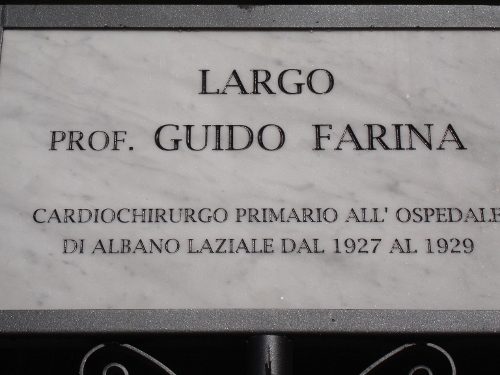 LARGO
PROF. GUIDO FARINA
CARDIOCHIRURGO PRIMARIO ALL' OSPEDALE
DI ALBANO LAZIALE DAL 1927 AL 1929